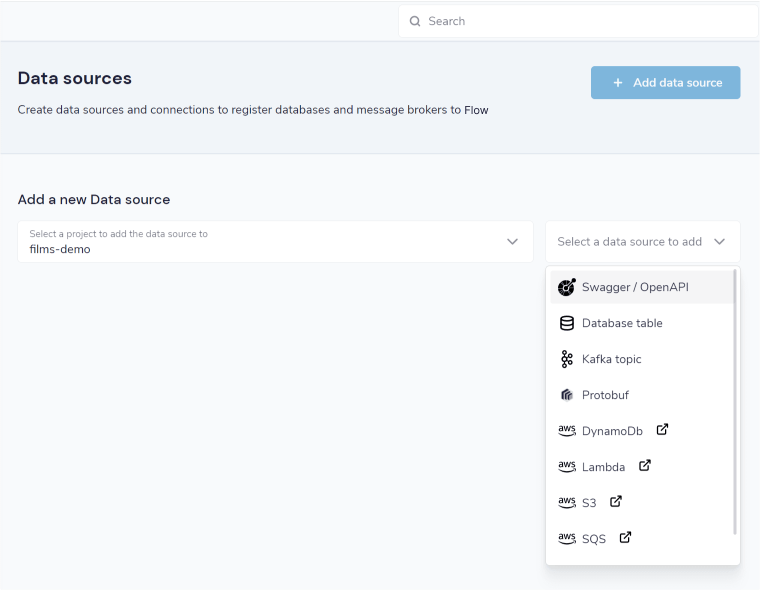 Search
Data sources
+ Add data source
Create data sources and connections to register databases and message brokers to Flow
Add a new Data source
Select a project to add the data source to
films-demo
Select a data source to add
Swagger / OpenAPI
Database table
Kafka topic
Protobuf
aws DynamoDb
aws Lambda
aws S3
aws SQS